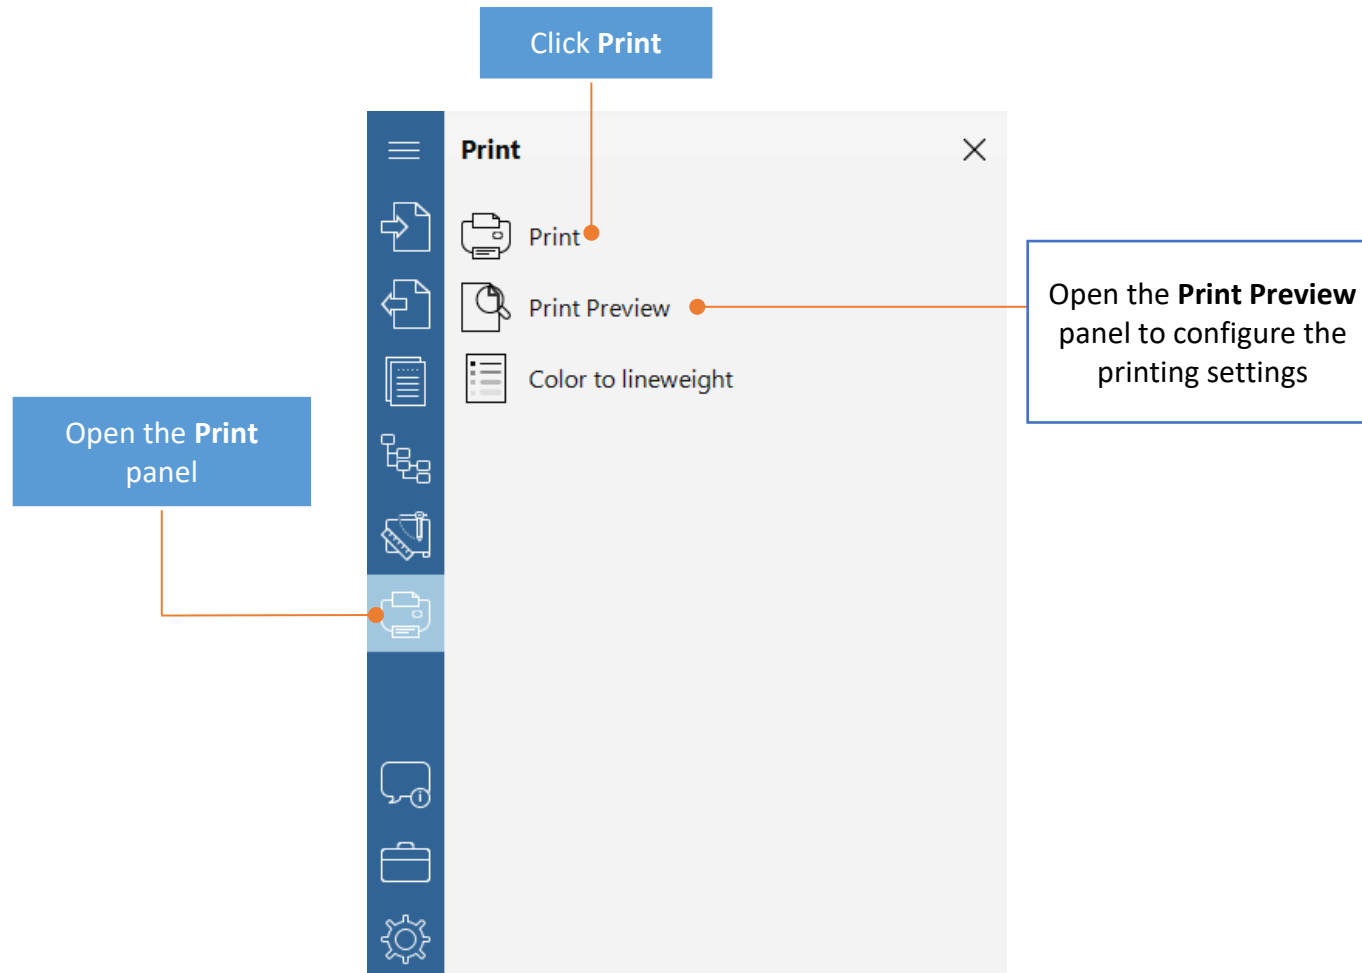 Click Print
Print
Print
Print Preview
Open the Print Preview
panel to configure the
printing settings
Color to lineweight
Open the Print
panel